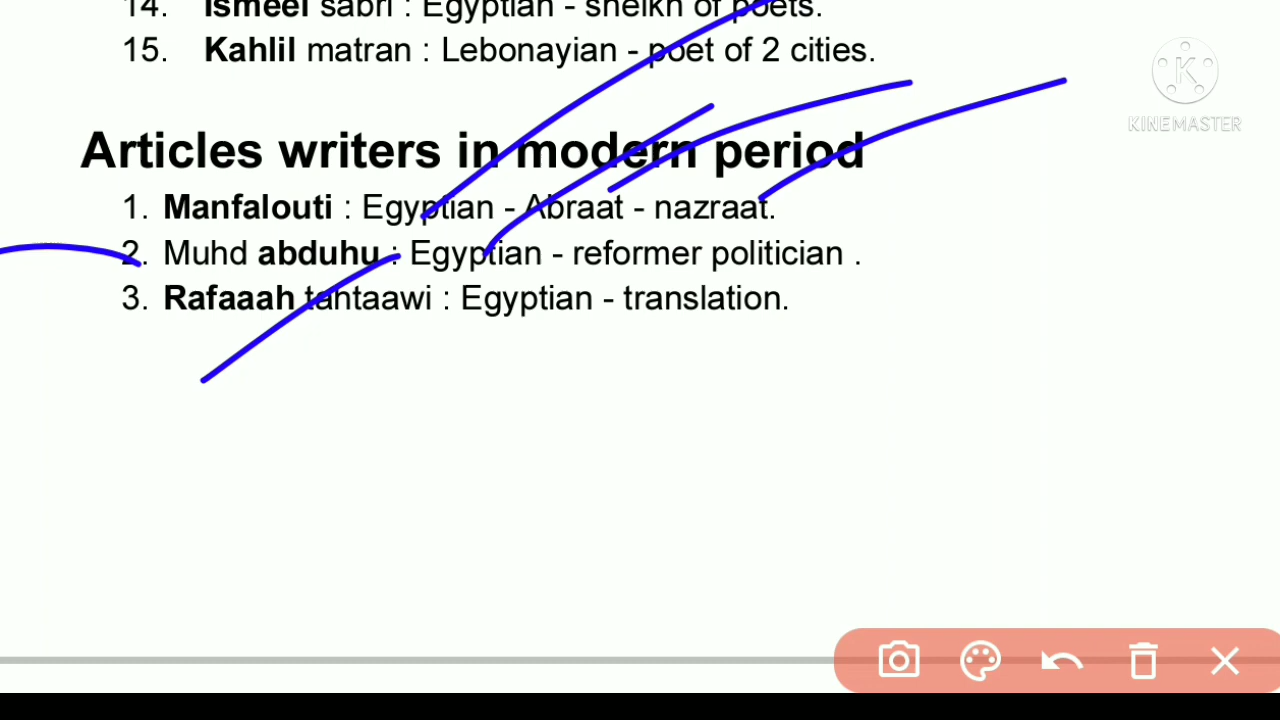 14. Ismeel sabri : Egyptian - sheikh of poets.
15. Kahlil matran : Lebonayian - poet of 2 cities.
KINEMASTER
Articles writers in modern period
1. Manfalouti : Egyptian - Abraat - nazraat.
2. Muhd abduhu : Egyptian - reformer politician .
3. Rafaaah tahtaawi : Egyptian - translation.